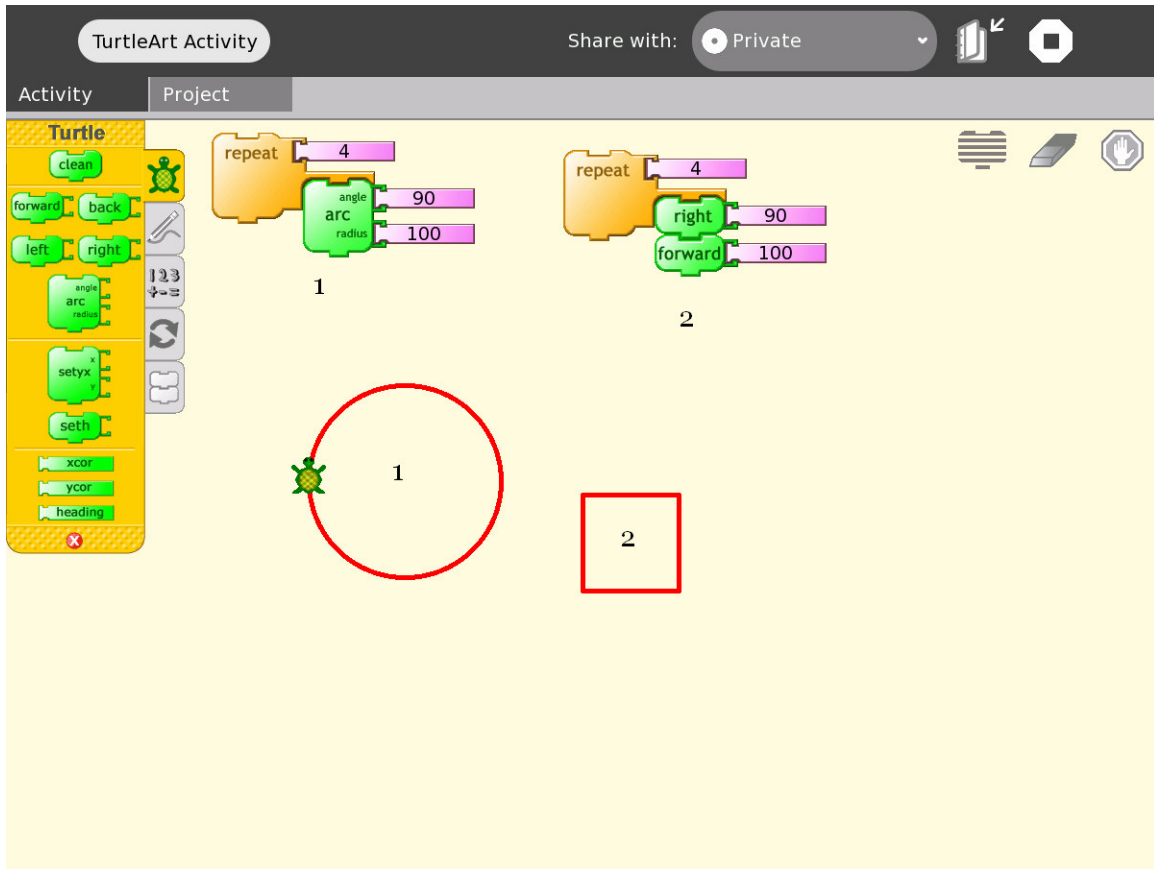 TurtleArt Activity
Share with:
Private
Activity
Project
Turtle
clean
forward
back
left
right
angle
arc
radius
setyx
x
y
seth
xcor
ycor
heading
123
+-=
repeat 4
angle 90
arc
radius 100
1
repeat 4
right 90
forward 100
2
1
2